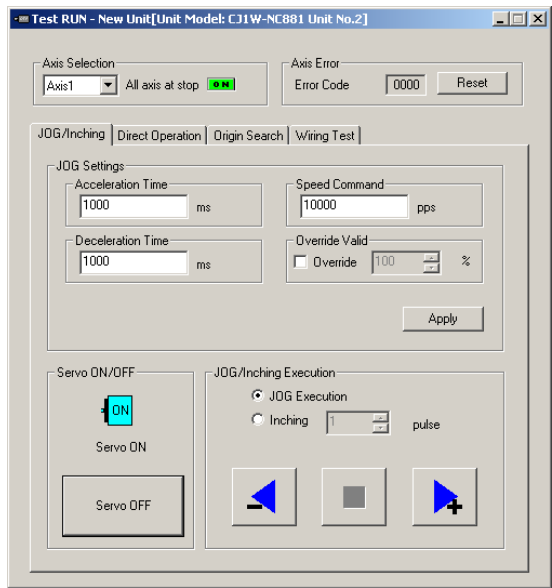 Test RUN - New Unit[Unit Model: CJ1W-NC881 Unit No.2]
Axis Selection
Axis1 All axis at stop ON
Axis Error
Error Code 0000 Reset
JOG/Inching Direct Operation Origin Search Wiring Test
JOG Settings
Acceleration Time
1000 ms
Speed Command
10000 pps
Deceleration Time
1000 ms
Override Valid
Override 100 %
Apply
Servo ON/OFF
ON
Servo ON
Servo OFF
JOG/Inching Execution
JOG Execution
Inching 1 pulse